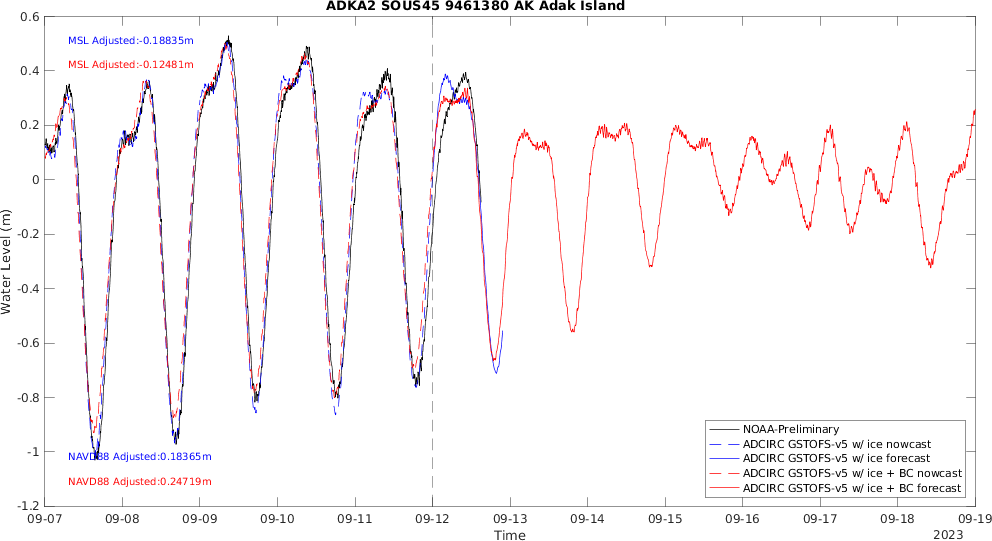 ADKA2 SOUS45 9461380 AK Adak Island
0.6
0.4
0.2
0
-0.2
-0.4
-0.6
-0.8
-1
-1.2
Water Level (m)
MSL Adjusted:-0.18835m
MSL Adjusted:-0.12481m
NAVD88 Adjusted:0.18365m
NAVD88 Adjusted:0.24719m
NOAA-Preliminary
ADCIRC GSTOFS-v5 w/ ice nowcast
ADCIRC GSTOFS-v5 w/ ice forecast
ADCIRC GSTOFS-v5 w/ ice + BC nowcast
ADCIRC GSTOFS-v5 w/ ice + BC forecast
09-07 09-08 09-09 09-10 09-11 09-12 09-13 09-14 09-15 09-16 09-17 09-18 09-19
Time
2023